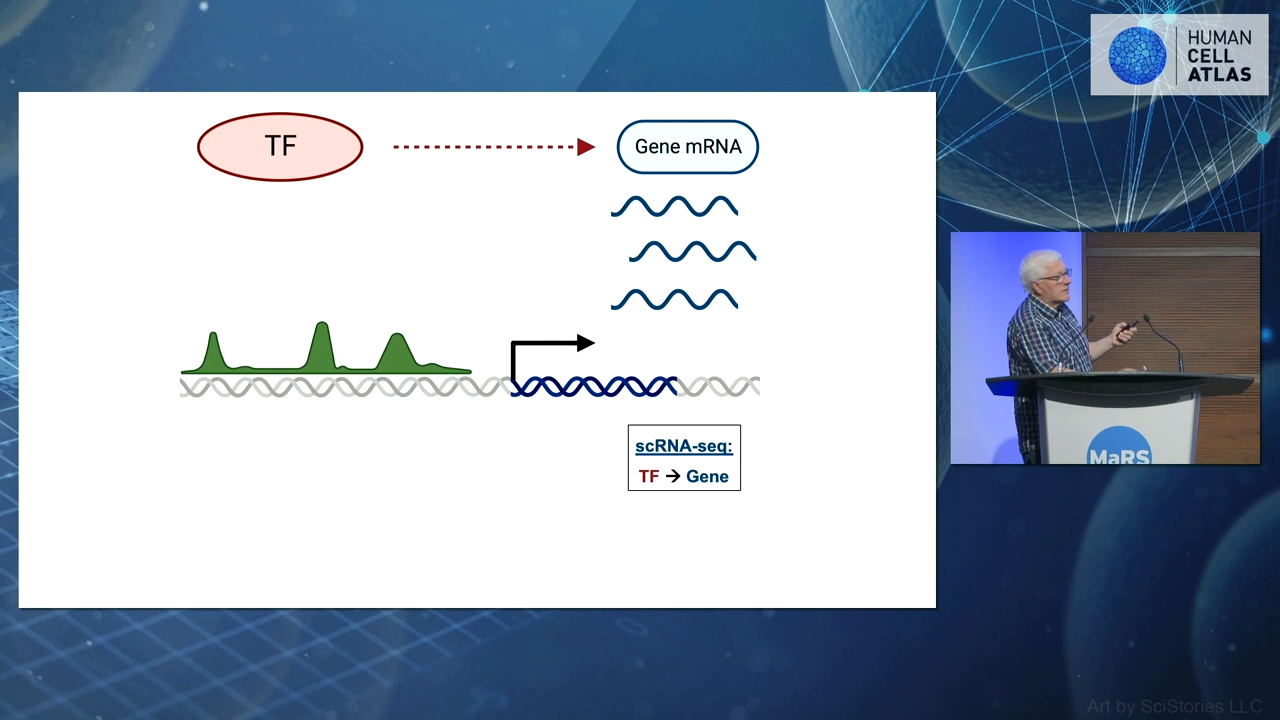 HUMAN
CELL
ATLAS
TF
Gene mRNA
scRNA-seq:
TF → Gene
MaRS
Art by SciStories LLC